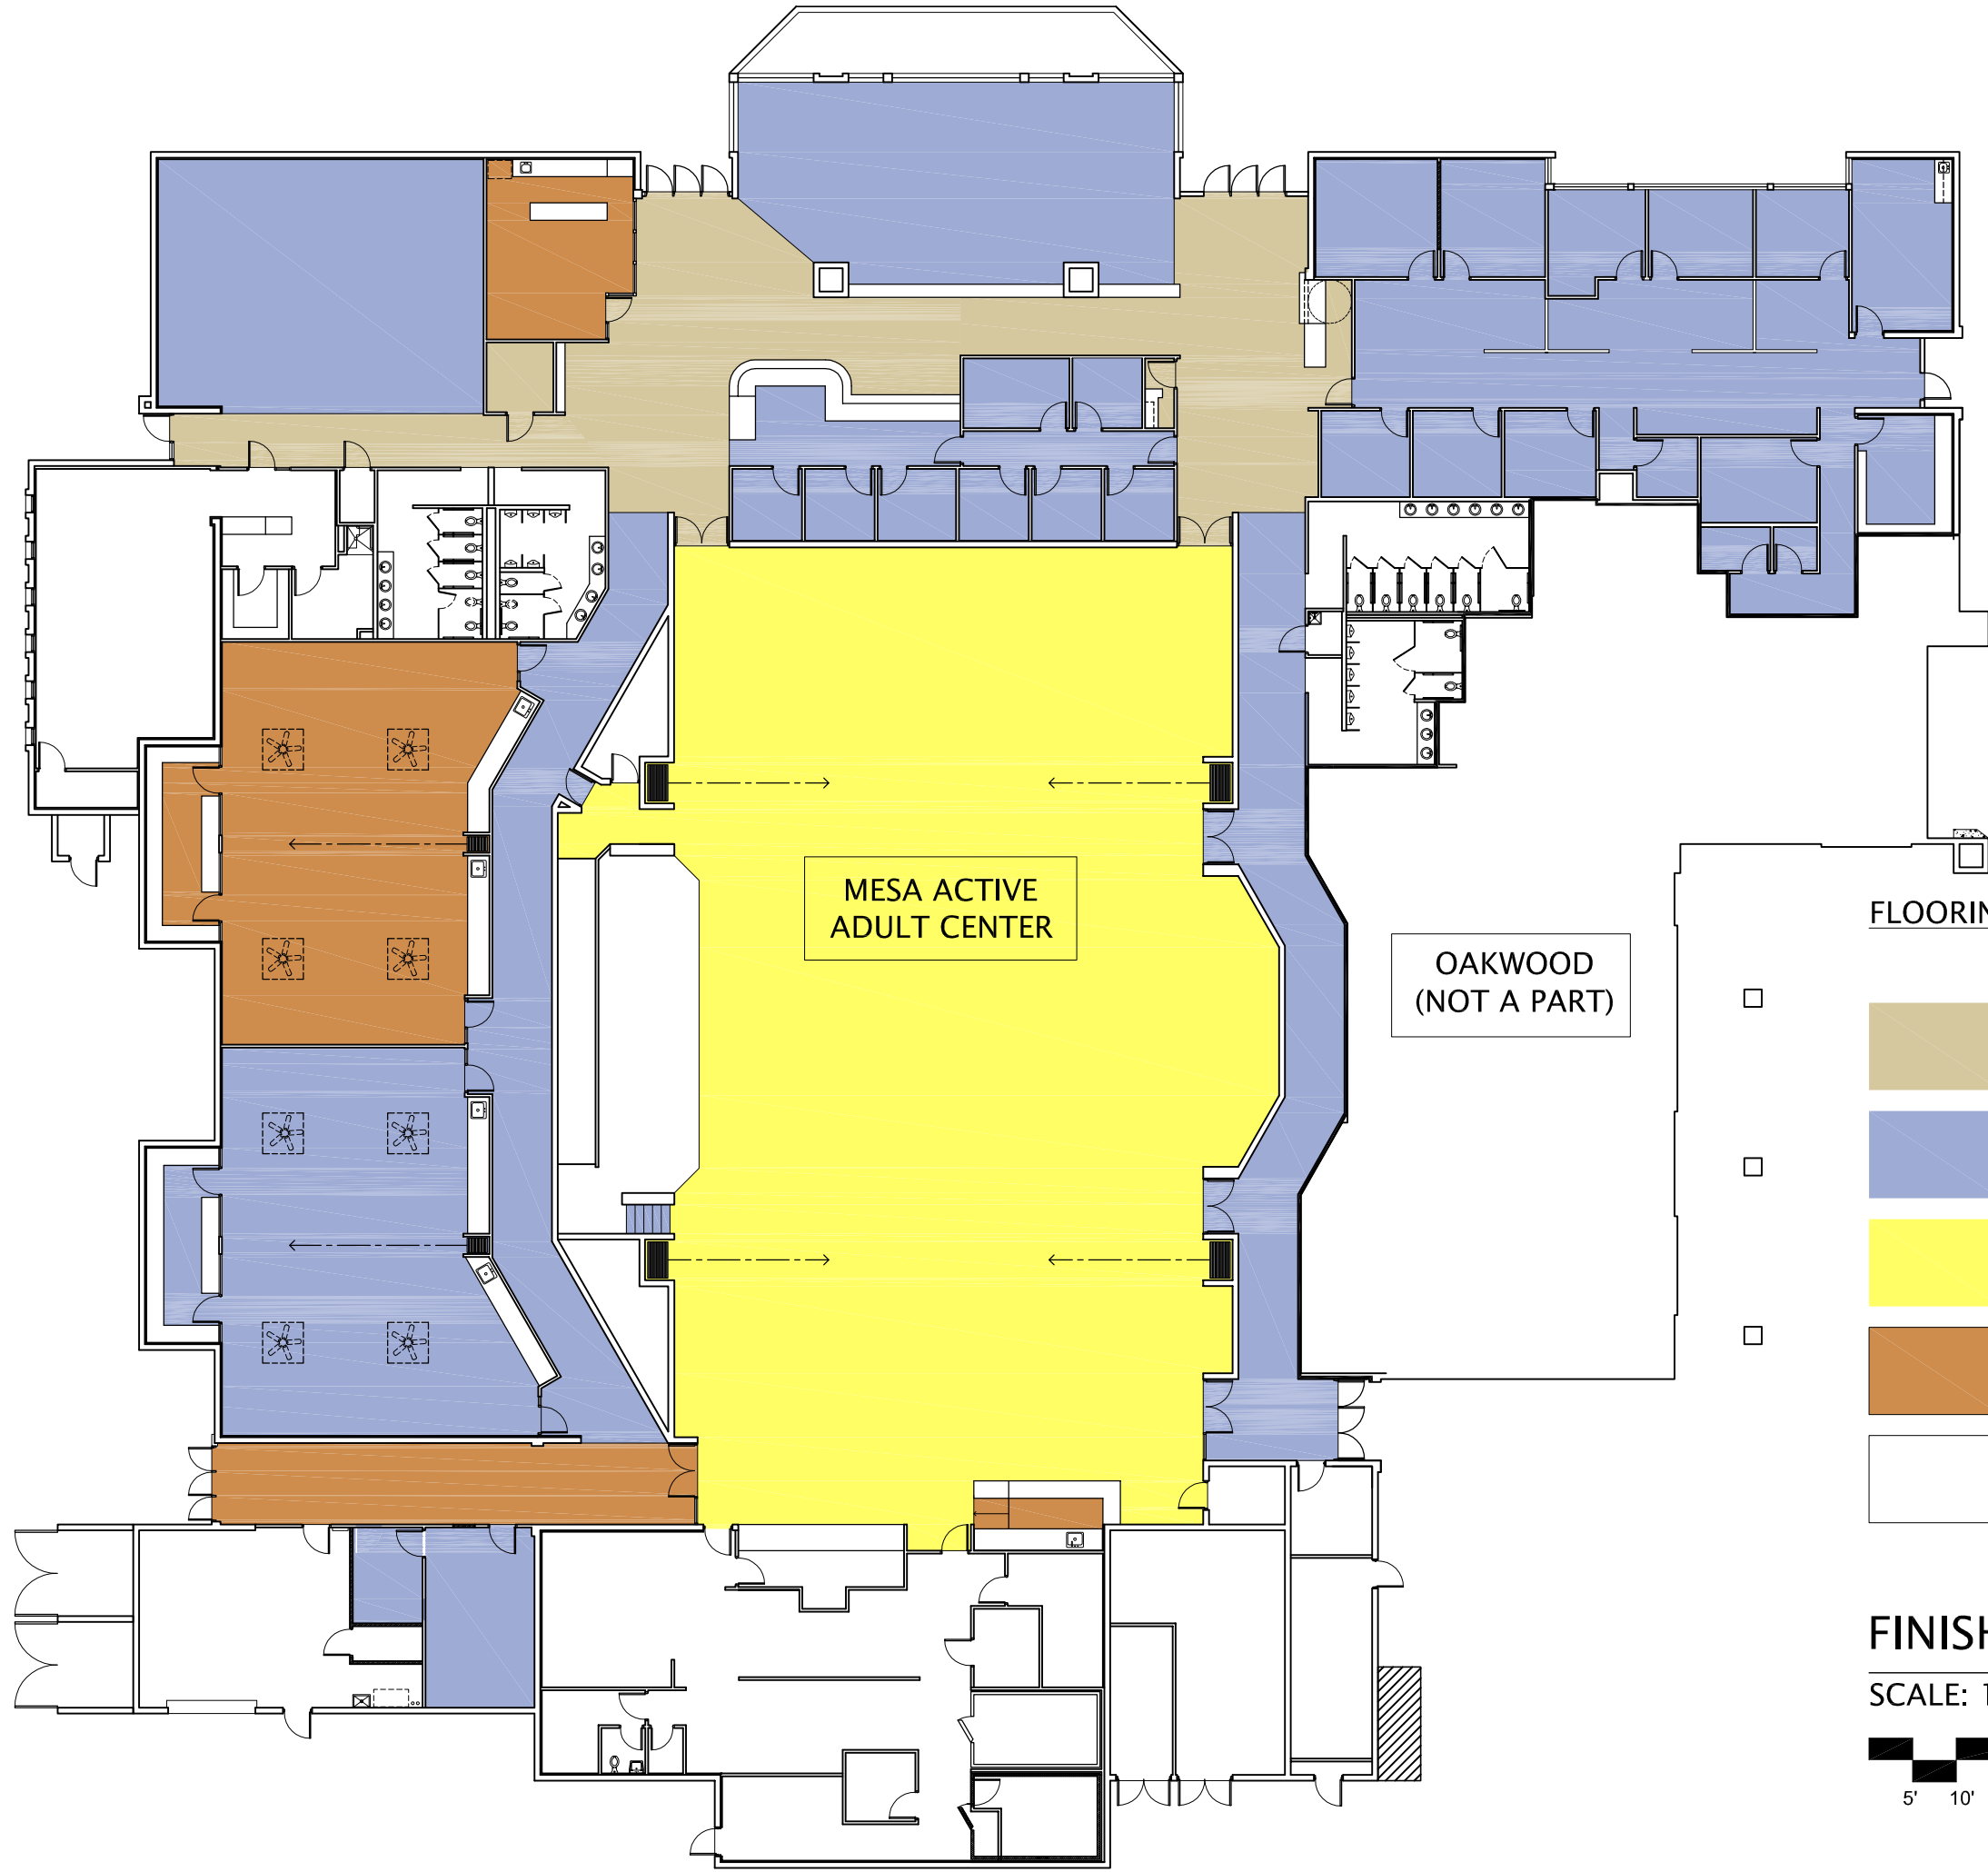 MESA ACTIVE
ADULT CENTER
OAKWOOD
(NOT A PART)
FLOORIN
FINISH
SCALE: 1
5' 10'